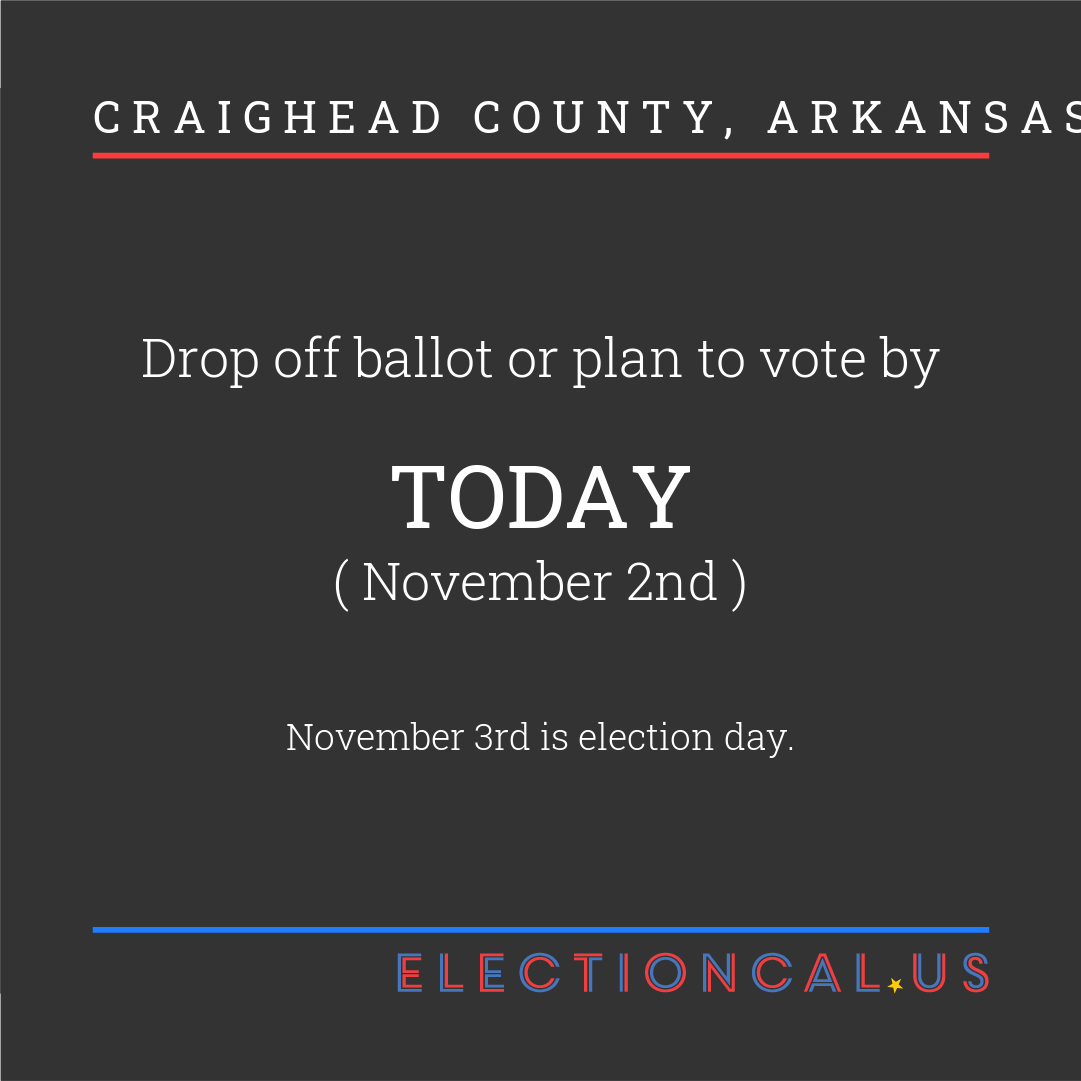 CRAIGHEAD COUNTY, ARKANSAS
Drop off ballot or plan to vote by
TODAY
( November 2nd )
November 3rd is election day.
ELECTIONCAL.US